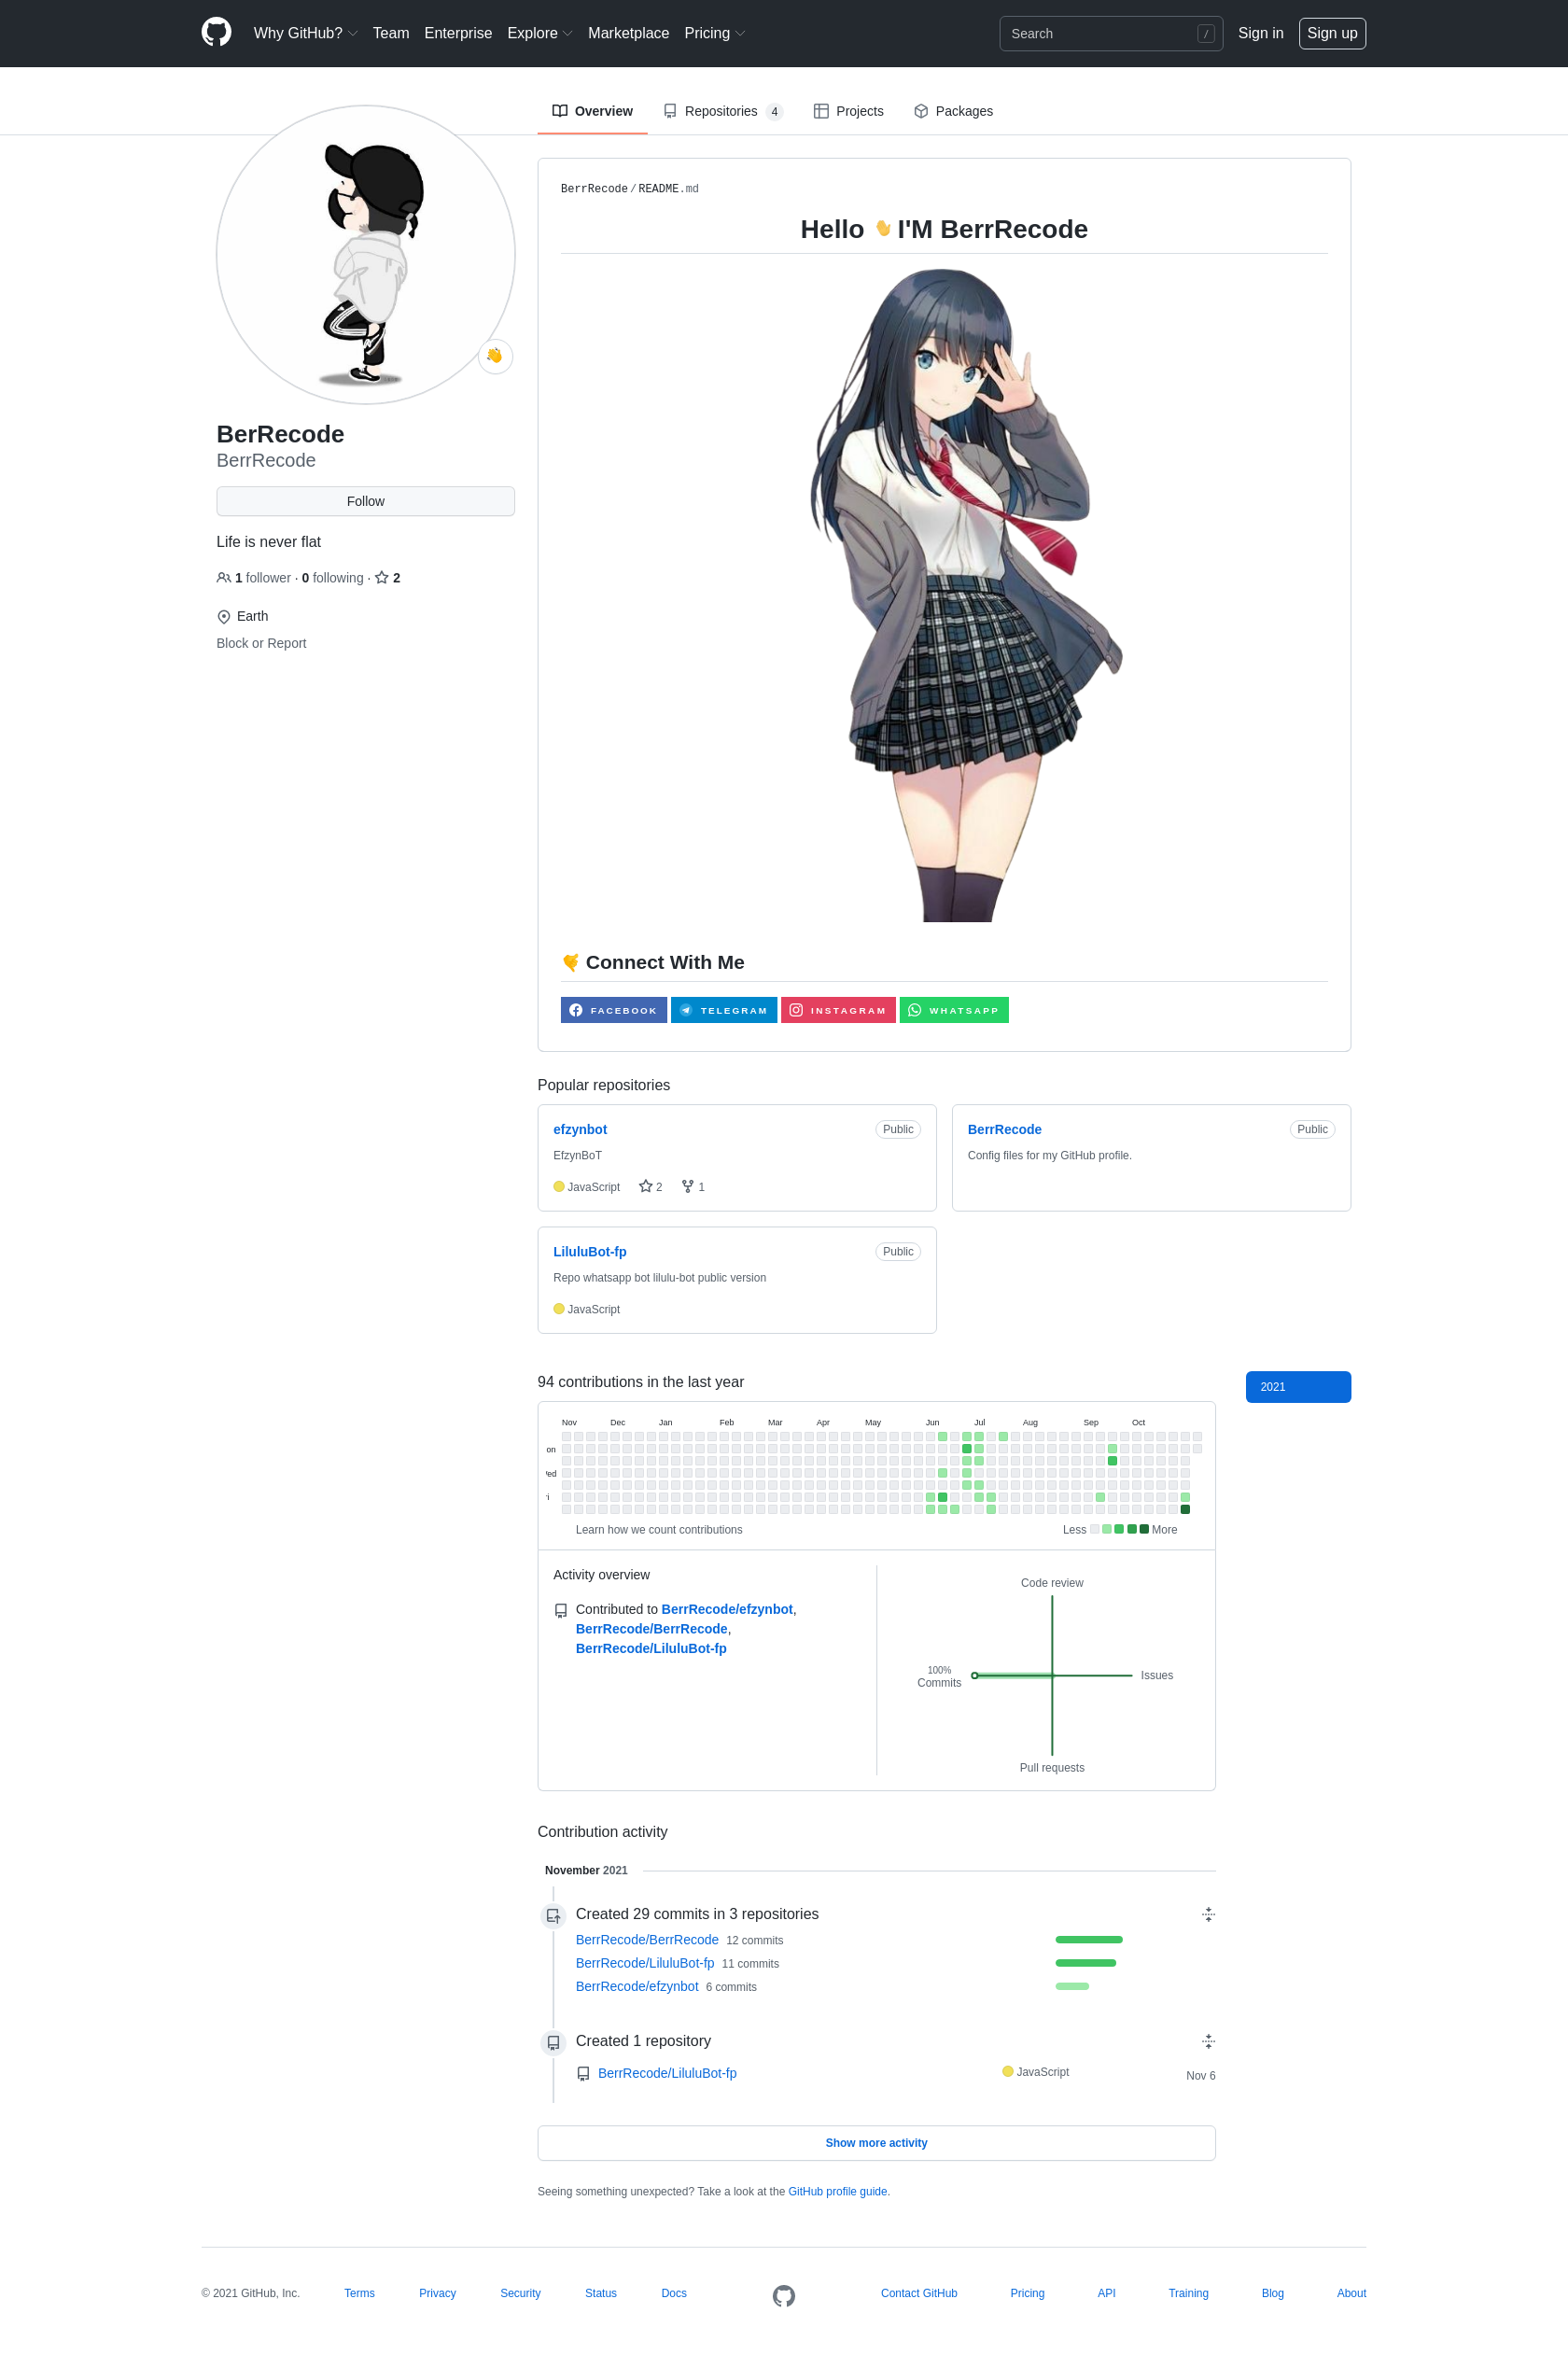 Why GitHub? Team Enterprise Explore Marketplace Pricing Search / Sign in Sign up
Overview Repositories 4 Projects Packages
BerRecode
BerrRecode
Follow
Life is never flat
1 follower · 0 following · 2
Earth
Block or Report
BerrRecode/README.md
Hello 👋 I'M BerrRecode
Connect With Me
FACEBOOK TELEGRAM INSTAGRAM WHATSAPP
Popular repositories
efzynbot Public
EfzynBoT
JavaScript 2 1
BerrRecode Public
Config files for my GitHub profile.
LiluluBot-fp Public
Repo whatsapp bot lilulu-bot public version
JavaScript
94 contributions in the last year
2021
Nov Dec Jan Feb Mar Apr May Jun Jul Aug Sep Oct
on
ed
ri
Learn how we count contributions Less More
Activity overview
Contributed to BerrRecode/efzynbot,
BerrRecode/BerrRecode,
BerrRecode/LiluluBot-fp
Code review
100%
Commits
Issues
Pull requests
Contribution activity
November 2021
Created 29 commits in 3 repositories
BerrRecode/BerrRecode 12 commits
BerrRecode/LiluluBot-fp 11 commits
BerrRecode/efzynbot 6 commits
Created 1 repository
BerrRecode/LiluluBot-fp JavaScript Nov 6
Show more activity
Seeing something unexpected? Take a look at the GitHub profile guide.
© 2021 GitHub, Inc. Terms Privacy Security Status Docs Contact GitHub Pricing API Training Blog About